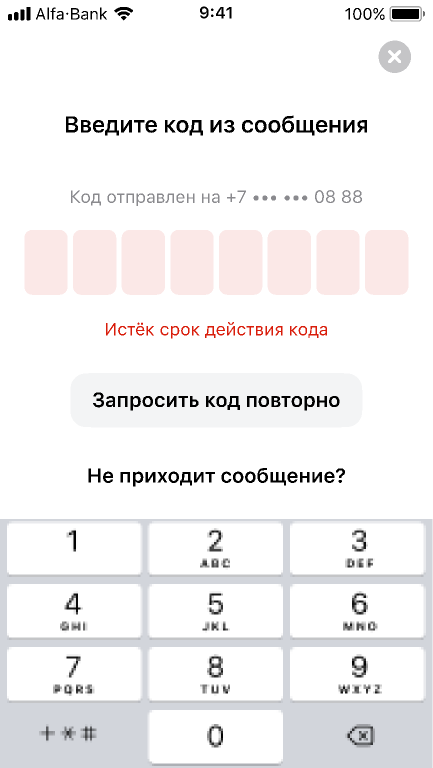 Alfa·Bank 9:41 100%
Введите код из сообщения
Код отправлен на +7 ••• ••• 08 88
Истёк срок действия кода
Запросить код повторно
Не приходит сообщение?
1 2 3
ABC DEF
4 5 6
GHI JKL MNO
7 8 9
PQRS TUV WXYZ
+*# 0